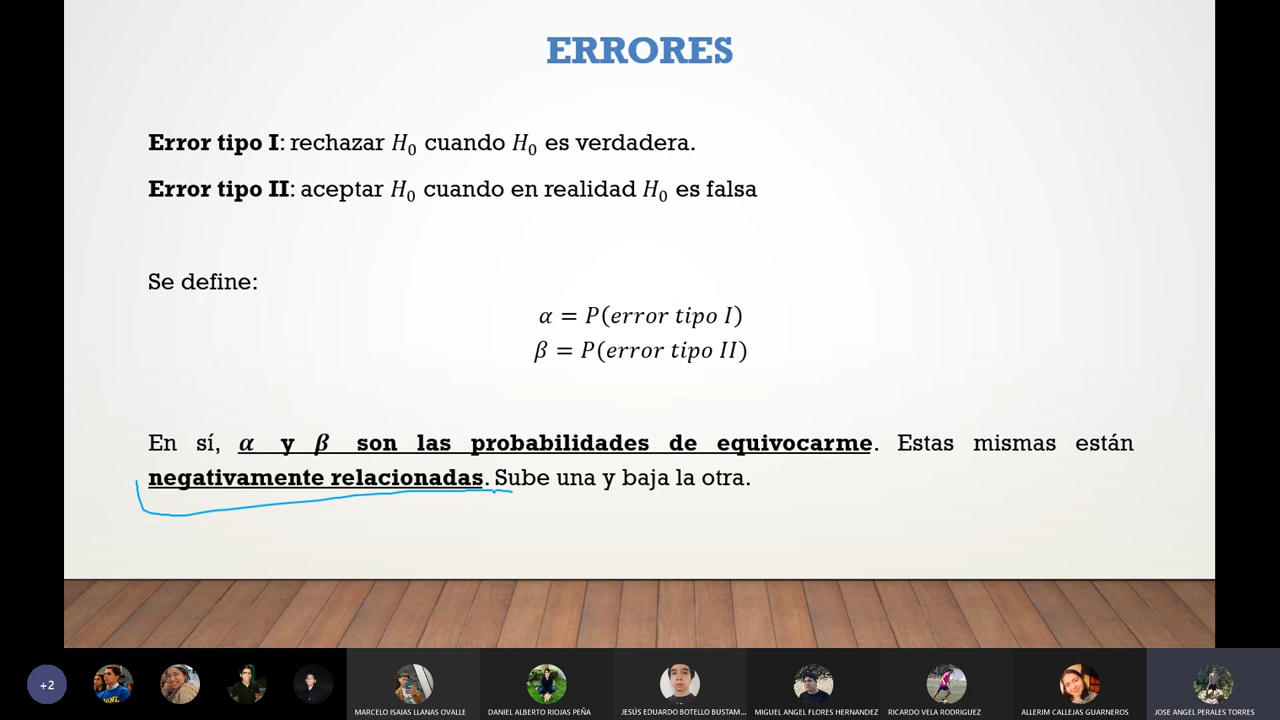 ERRORES
Error tipo I: rechazar H₀ cuando H₀ es verdadera.
Error tipo II: aceptar H₀ cuando en realidad H₀ es falsa
Se define:
α = P(error tipo I)
β = P(error tipo II)
En sí, α y β son las probabilidades de equivocarme. Estas mismas están
negativamente relacionadas. Sube una y baja la otra.
+2
MARCELO ISAIAS LLANAS OVALLE
DANIEL ALBERTO RIOJAS PEÑA
JESÚS EDUARDO BOTELLO BUSTAM...
MIGUEL ANGEL FLORES HERNANDEZ
RICARDO VELA RODRIGUEZ
ALLERIM CALLEJAS GUARNEROS
JOSE ANGEL PERALES TORRES